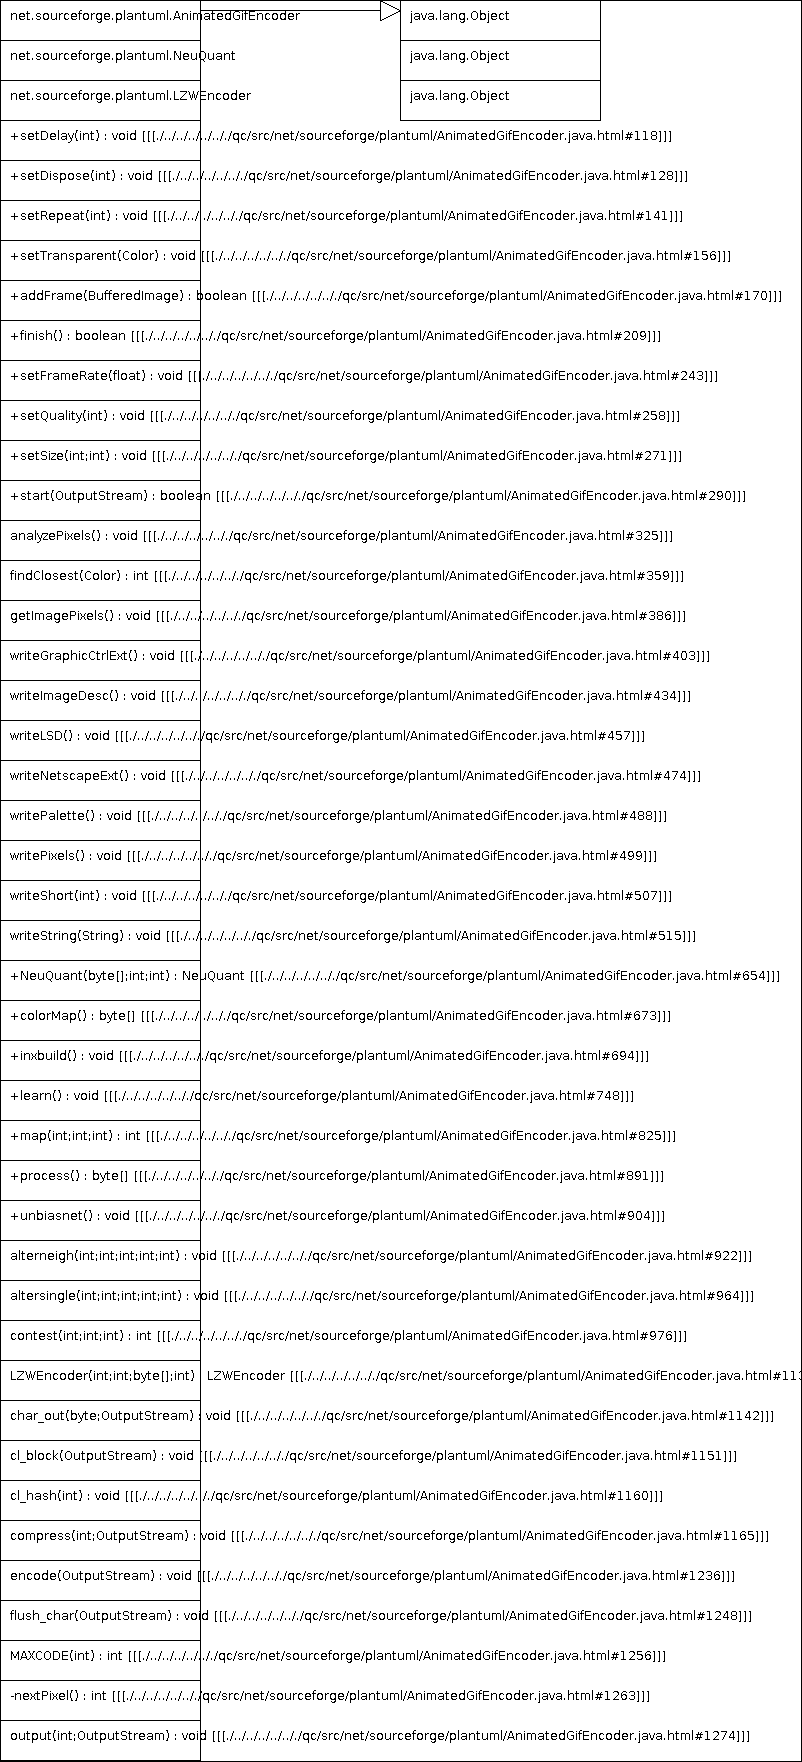 net.sourceforge.plantuml.AnimatedGifEncoder
java.lang.Object
net.sourceforge.plantuml.NeuQuant
java.lang.Object
net.sourceforge.plantuml.LZWEncoder
java.lang.Object
+setDelay(int) : void [[[./../../../../../../qc/src/net/sourceforge/plantuml/AnimatedGifEncoder.java.html#118]]]
+setDispose(int) : void [[[./../../../../../../qc/src/net/sourceforge/plantuml/AnimatedGifEncoder.java.html#128]]]
+setRepeat(int) : void [[[./../../../../../../qc/src/net/sourceforge/plantuml/AnimatedGifEncoder.java.html#141]]]
+setTransparent(Color) : void [[[./../../../../../../qc/src/net/sourceforge/plantuml/AnimatedGifEncoder.java.html#156]]]
+addFrame(BufferedImage) : boolean [[[./../../../../../../qc/src/net/sourceforge/plantuml/AnimatedGifEncoder.java.html#170]]]
+finish() : boolean [[[./../../../../../../qc/src/net/sourceforge/plantuml/AnimatedGifEncoder.java.html#209]]]
+setFrameRate(float) : void [[[./../../../../../../qc/src/net/sourceforge/plantuml/AnimatedGifEncoder.java.html#243]]]
+setQuality(int) : void [[[./../../../../../../qc/src/net/sourceforge/plantuml/AnimatedGifEncoder.java.html#258]]]
+setSize(int;int) : void [[[./../../../../../../qc/src/net/sourceforge/plantuml/AnimatedGifEncoder.java.html#271]]]
+start(OutputStream) : boolean [[[./../../../../../../qc/src/net/sourceforge/plantuml/AnimatedGifEncoder.java.html#290]]]
analyzePixels() : void [[[./../../../../../../qc/src/net/sourceforge/plantuml/AnimatedGifEncoder.java.html#325]]]
findClosest(Color) : int [[[./../../../../../../qc/src/net/sourceforge/plantuml/AnimatedGifEncoder.java.html#359]]]
getImagePixels() : void [[[./../../../../../../qc/src/net/sourceforge/plantuml/AnimatedGifEncoder.java.html#386]]]
writeGraphicCtrlExt() : void [[[./../../../../../../qc/src/net/sourceforge/plantuml/AnimatedGifEncoder.java.html#403]]]
writeImageDesc() : void [[[./../../../../../../qc/src/net/sourceforge/plantuml/AnimatedGifEncoder.java.html#434]]]
writeLSD() : void [[[./../../../../../../qc/src/net/sourceforge/plantuml/AnimatedGifEncoder.java.html#457]]]
writeNetscapeExt() : void [[[./../../../../../../qc/src/net/sourceforge/plantuml/AnimatedGifEncoder.java.html#474]]]
writePalette() : void [[[./../../../../../../qc/src/net/sourceforge/plantuml/AnimatedGifEncoder.java.html#488]]]
writePixels() : void [[[./../../../../../../qc/src/net/sourceforge/plantuml/AnimatedGifEncoder.java.html#499]]]
writeShort(int) : void [[[./../../../../../../qc/src/net/sourceforge/plantuml/AnimatedGifEncoder.java.html#507]]]
writeString(String) : void [[[./../../../../../../qc/src/net/sourceforge/plantuml/AnimatedGifEncoder.java.html#515]]]
+NeuQuant(byte[];int;int) : NeuQuant [[[./../../../../../../qc/src/net/sourceforge/plantuml/AnimatedGifEncoder.java.html#654]]]
+colorMap() : byte[] [[[./../../../../../../qc/src/net/sourceforge/plantuml/AnimatedGifEncoder.java.html#673]]]
+inxbuild() : void [[[./../../../../../../qc/src/net/sourceforge/plantuml/AnimatedGifEncoder.java.html#694]]]
+learn() : void [[[./../../../../../../qc/src/net/sourceforge/plantuml/AnimatedGifEncoder.java.html#748]]]
+map(int;int;int) : int [[[./../../../../../../qc/src/net/sourceforge/plantuml/AnimatedGifEncoder.java.html#825]]]
+process() : byte[] [[[./../../../../../../qc/src/net/sourceforge/plantuml/AnimatedGifEncoder.java.html#891]]]
+unbiasnet() : void [[[./../../../../../../qc/src/net/sourceforge/plantuml/AnimatedGifEncoder.java.html#904]]]
alterneigh(int;int;int;int;int) : void [[[./../../../../../../qc/src/net/sourceforge/plantuml/AnimatedGifEncoder.java.html#922]]]
altersingle(int;int;int;int;int) : void [[[./../../../../../../qc/src/net/sourceforge/plantuml/AnimatedGifEncoder.java.html#964]]]
contest(int;int;int) : int [[[./../../../../../../qc/src/net/sourceforge/plantuml/AnimatedGifEncoder.java.html#976]]]
LZWEncoder(int;int;byte[];int) : LZWEncoder [[[./../../../../../../qc/src/net/sourceforge/plantuml/AnimatedGifEncoder.java.html#113
char_out(byte;OutputStream) : void [[[./../../../../../../qc/src/net/sourceforge/plantuml/AnimatedGifEncoder.java.html#1142]]]
cl_block(OutputStream) : void [[[./../../../../../../qc/src/net/sourceforge/plantuml/AnimatedGifEncoder.java.html#1151]]]
cl_hash(int) : void [[[./../../../../../../qc/src/net/sourceforge/plantuml/AnimatedGifEncoder.java.html#1160]]]
compress(int;OutputStream) : void [[[./../../../../../../qc/src/net/sourceforge/plantuml/AnimatedGifEncoder.java.html#1165]]]
encode(OutputStream) : void [[[./../../../../../../qc/src/net/sourceforge/plantuml/AnimatedGifEncoder.java.html#1236]]]
flush_char(OutputStream) : void [[[./../../../../../../qc/src/net/sourceforge/plantuml/AnimatedGifEncoder.java.html#1248]]]
MAXCODE(int) : int [[[./../../../../../../qc/src/net/sourceforge/plantuml/AnimatedGifEncoder.java.html#1256]]]
-nextPixel() : int [[[./../../../../../../qc/src/net/sourceforge/plantuml/AnimatedGifEncoder.java.html#1263]]]
output(int;OutputStream) : void [[[./../../../../../../qc/src/net/sourceforge/plantuml/AnimatedGifEncoder.java.html#1274]]]